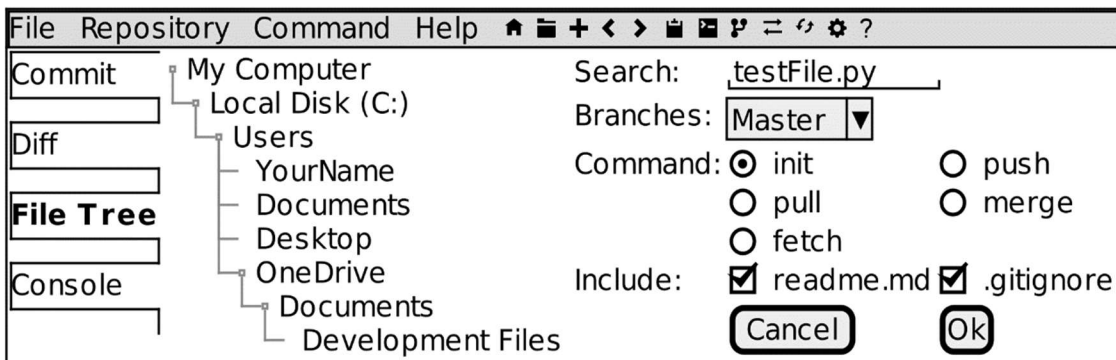 File Repository Command Help ?
Commit
Diff
File Tree
Console
My Computer
Local Disk (C:)
Users
YourName
Documents
Desktop
OneDrive
Documents
Development Files
Search: testFile.py
Branches: Master
Command: init push
pull merge
fetch
Include: readme.md .gitignore
Cancel Ok